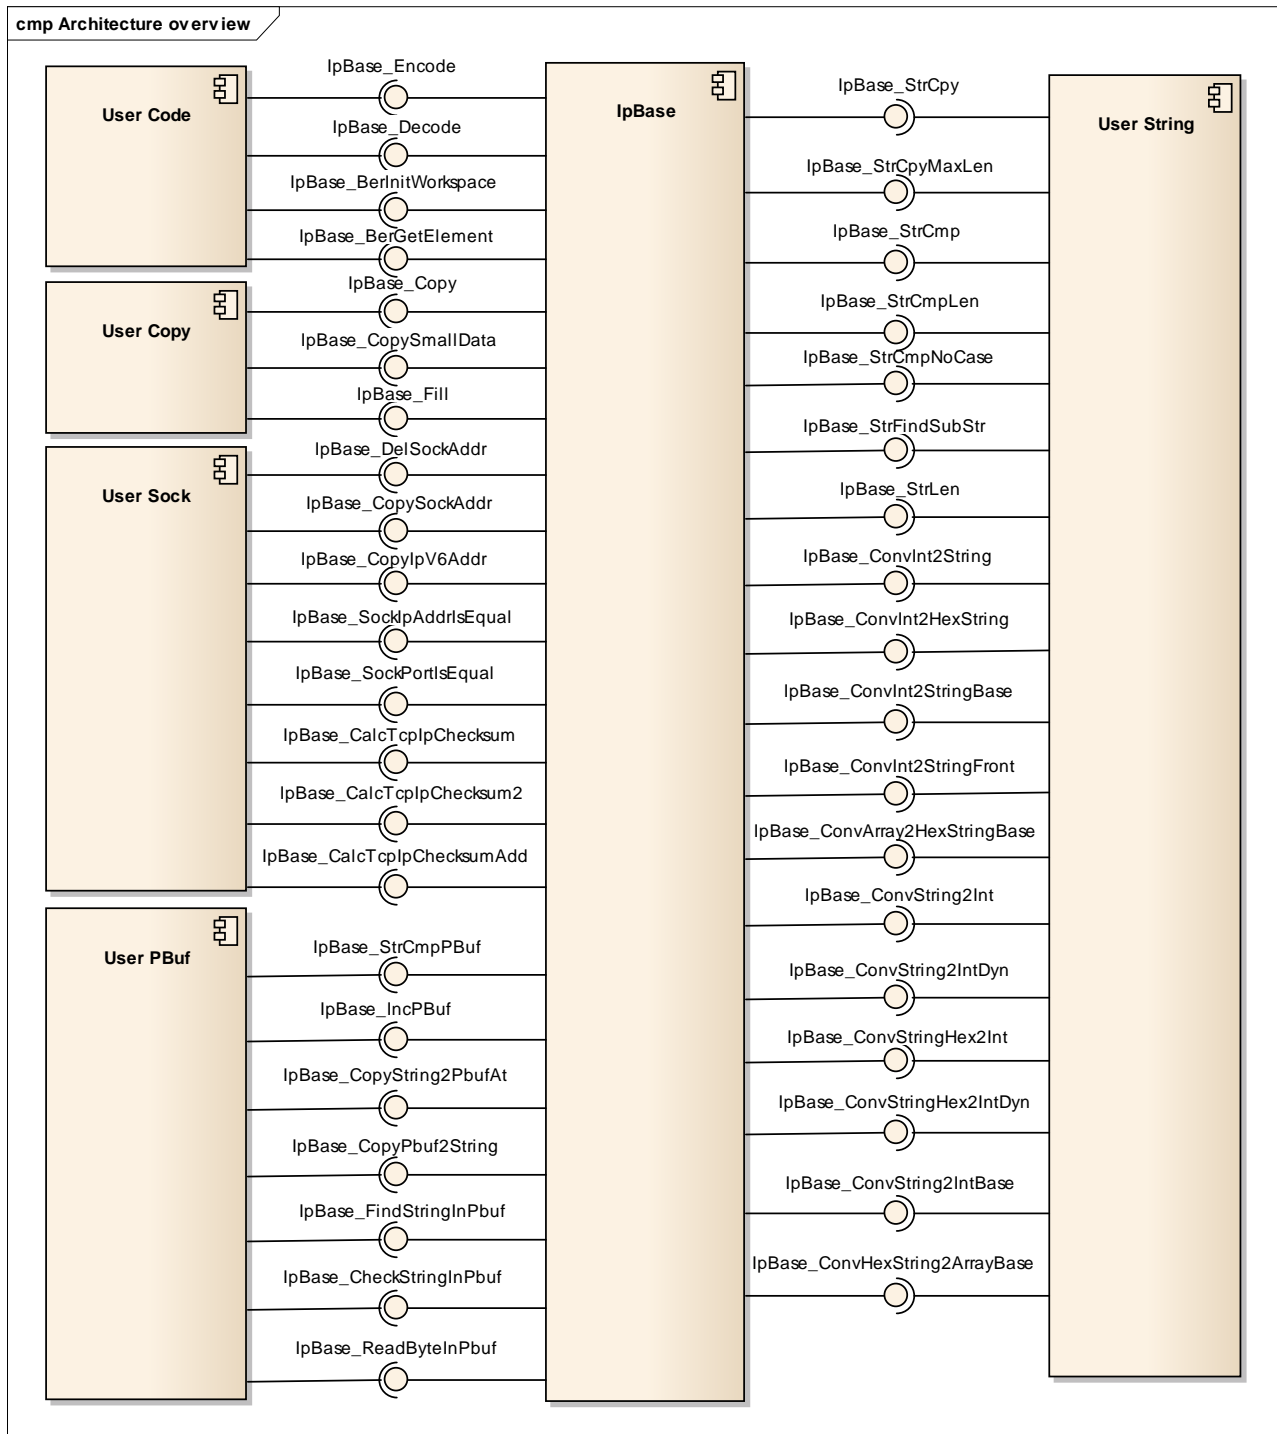 cmp Architecture overview
User Code
IpBase_Encode
IpBase_Decode
IpBase_BerInitWorkspace
IpBase_BerGetElement
User Copy
IpBase_Copy
IpBase_CopySmallData
IpBase_Fill
User Sock
IpBase_DelSockAddr
IpBase_CopySockAddr
IpBase_CopyIpV6Addr
IpBase_SockIpAddrIsEqual
IpBase_SockPortIsEqual
IpBase_CalcTcpIpChecksum
IpBase_CalcTcpIpChecksum2
IpBase_CalcTcpIpChecksumAdd
User PBuf
IpBase_StrCmpPBuf
IpBase_IncPBuf
IpBase_CopyString2PbufAt
IpBase_CopyPbuf2String
IpBase_FindStringInPbuf
IpBase_CheckStringInPbuf
IpBase_ReadByteInPbuf
IpBase
IpBase_StrCpy
IpBase_StrCpyMaxLen
IpBase_StrCmp
IpBase_StrCmpLen
IpBase_StrCmpNoCase
IpBase_StrFindSubStr
IpBase_StrLen
IpBase_ConvInt2String
IpBase_ConvInt2HexString
IpBase_ConvInt2StringBase
IpBase_ConvInt2StringFront
IpBase_ConvArray2HexStringBase
IpBase_ConvString2Int
IpBase_ConvString2IntDyn
IpBase_ConvStringHex2Int
IpBase_ConvStringHex2IntDyn
IpBase_ConvString2IntBase
IpBase_ConvHexString2ArrayBase
User String